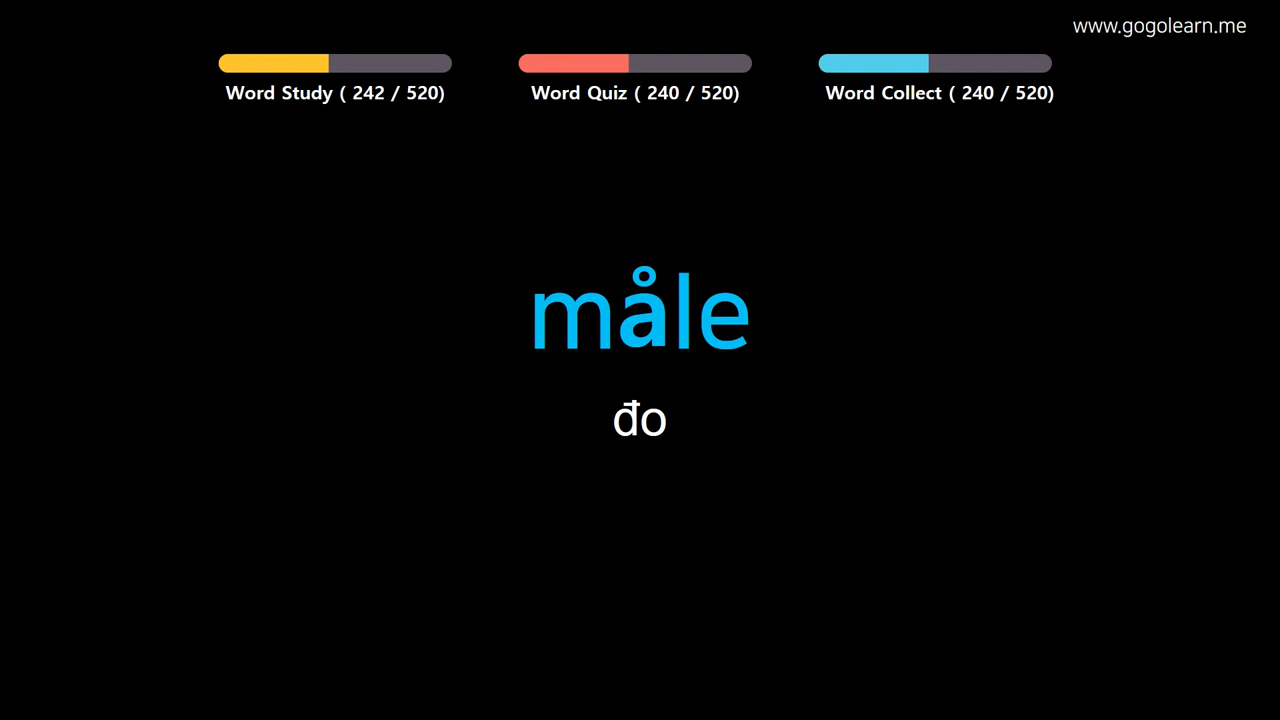 www.gogolearn.me
Word Study ( 242 / 520)
Word Quiz ( 240 / 520)
Word Collect ( 240 / 520)
måle
đo